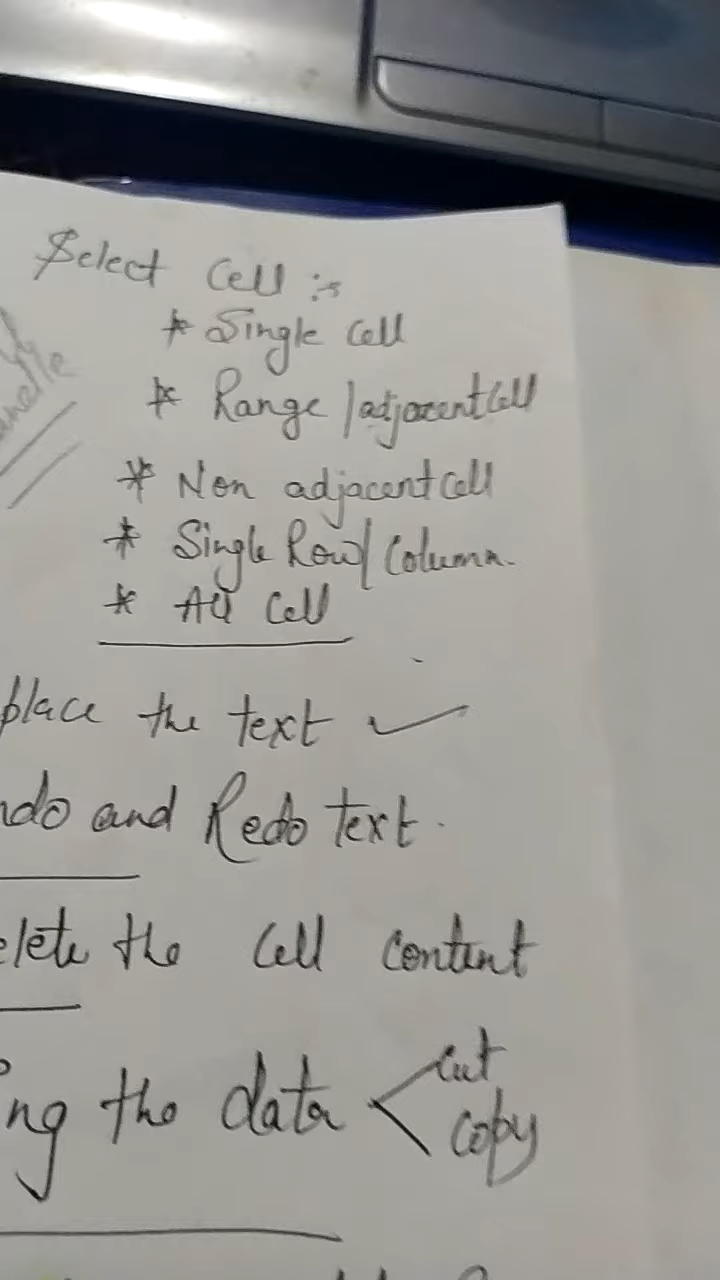 Select Cell :-
* Single Cell
* Range / adjacent Cell
* Non adjacent Cell
* Single Row/ Column.
* All Cell
place the text ✓
ndo and Redo text.
elete the Cell content
ng the data < cut
copy